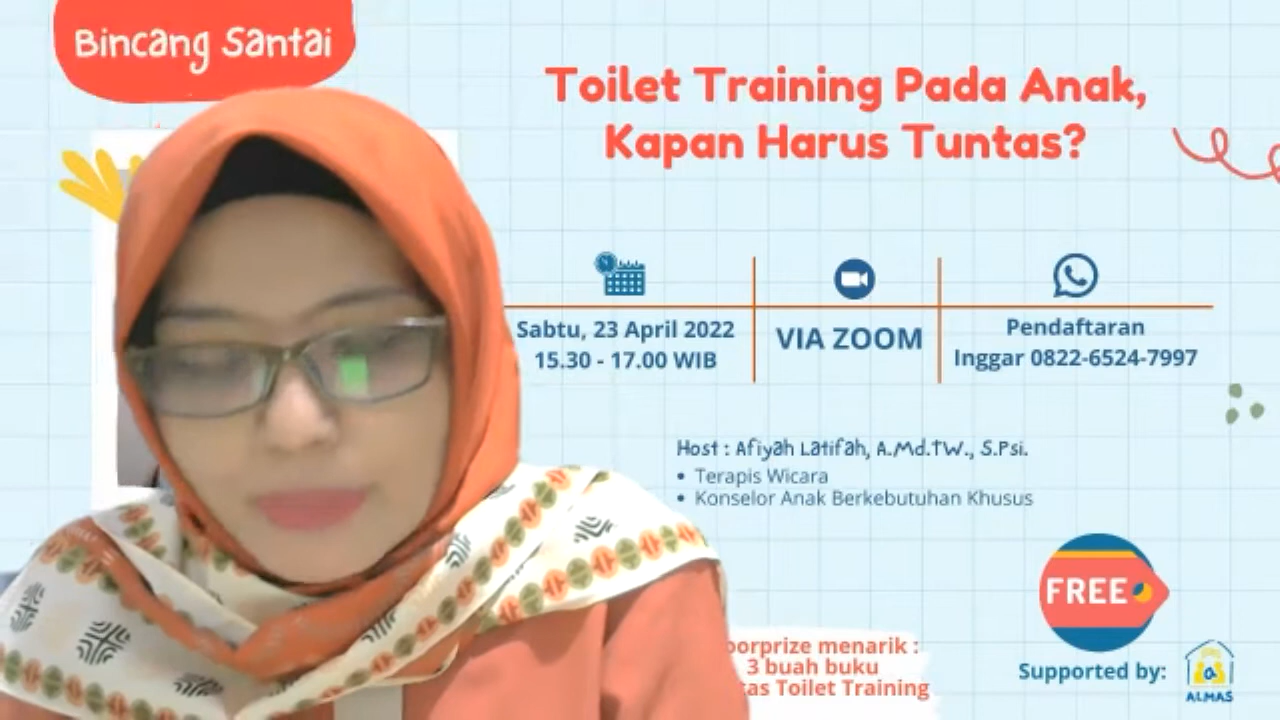 Bincang Santai
Toilet Training Pada Anak,
Kapan Harus Tuntas?
Sabtu, 23 April 2022
15.30 - 17.00 WIB
VIA ZOOM
Pendaftaran
Inggar 0822-6524-7997
Host : Afiyah Latifah, A.Md.TW., S.Psi.
• Terapis Wicara
• Konselor Anak Berkebutuhan Khusus
FREE
menarik :
3 buah buku
Toilet Training
Supported by:
ALMAS